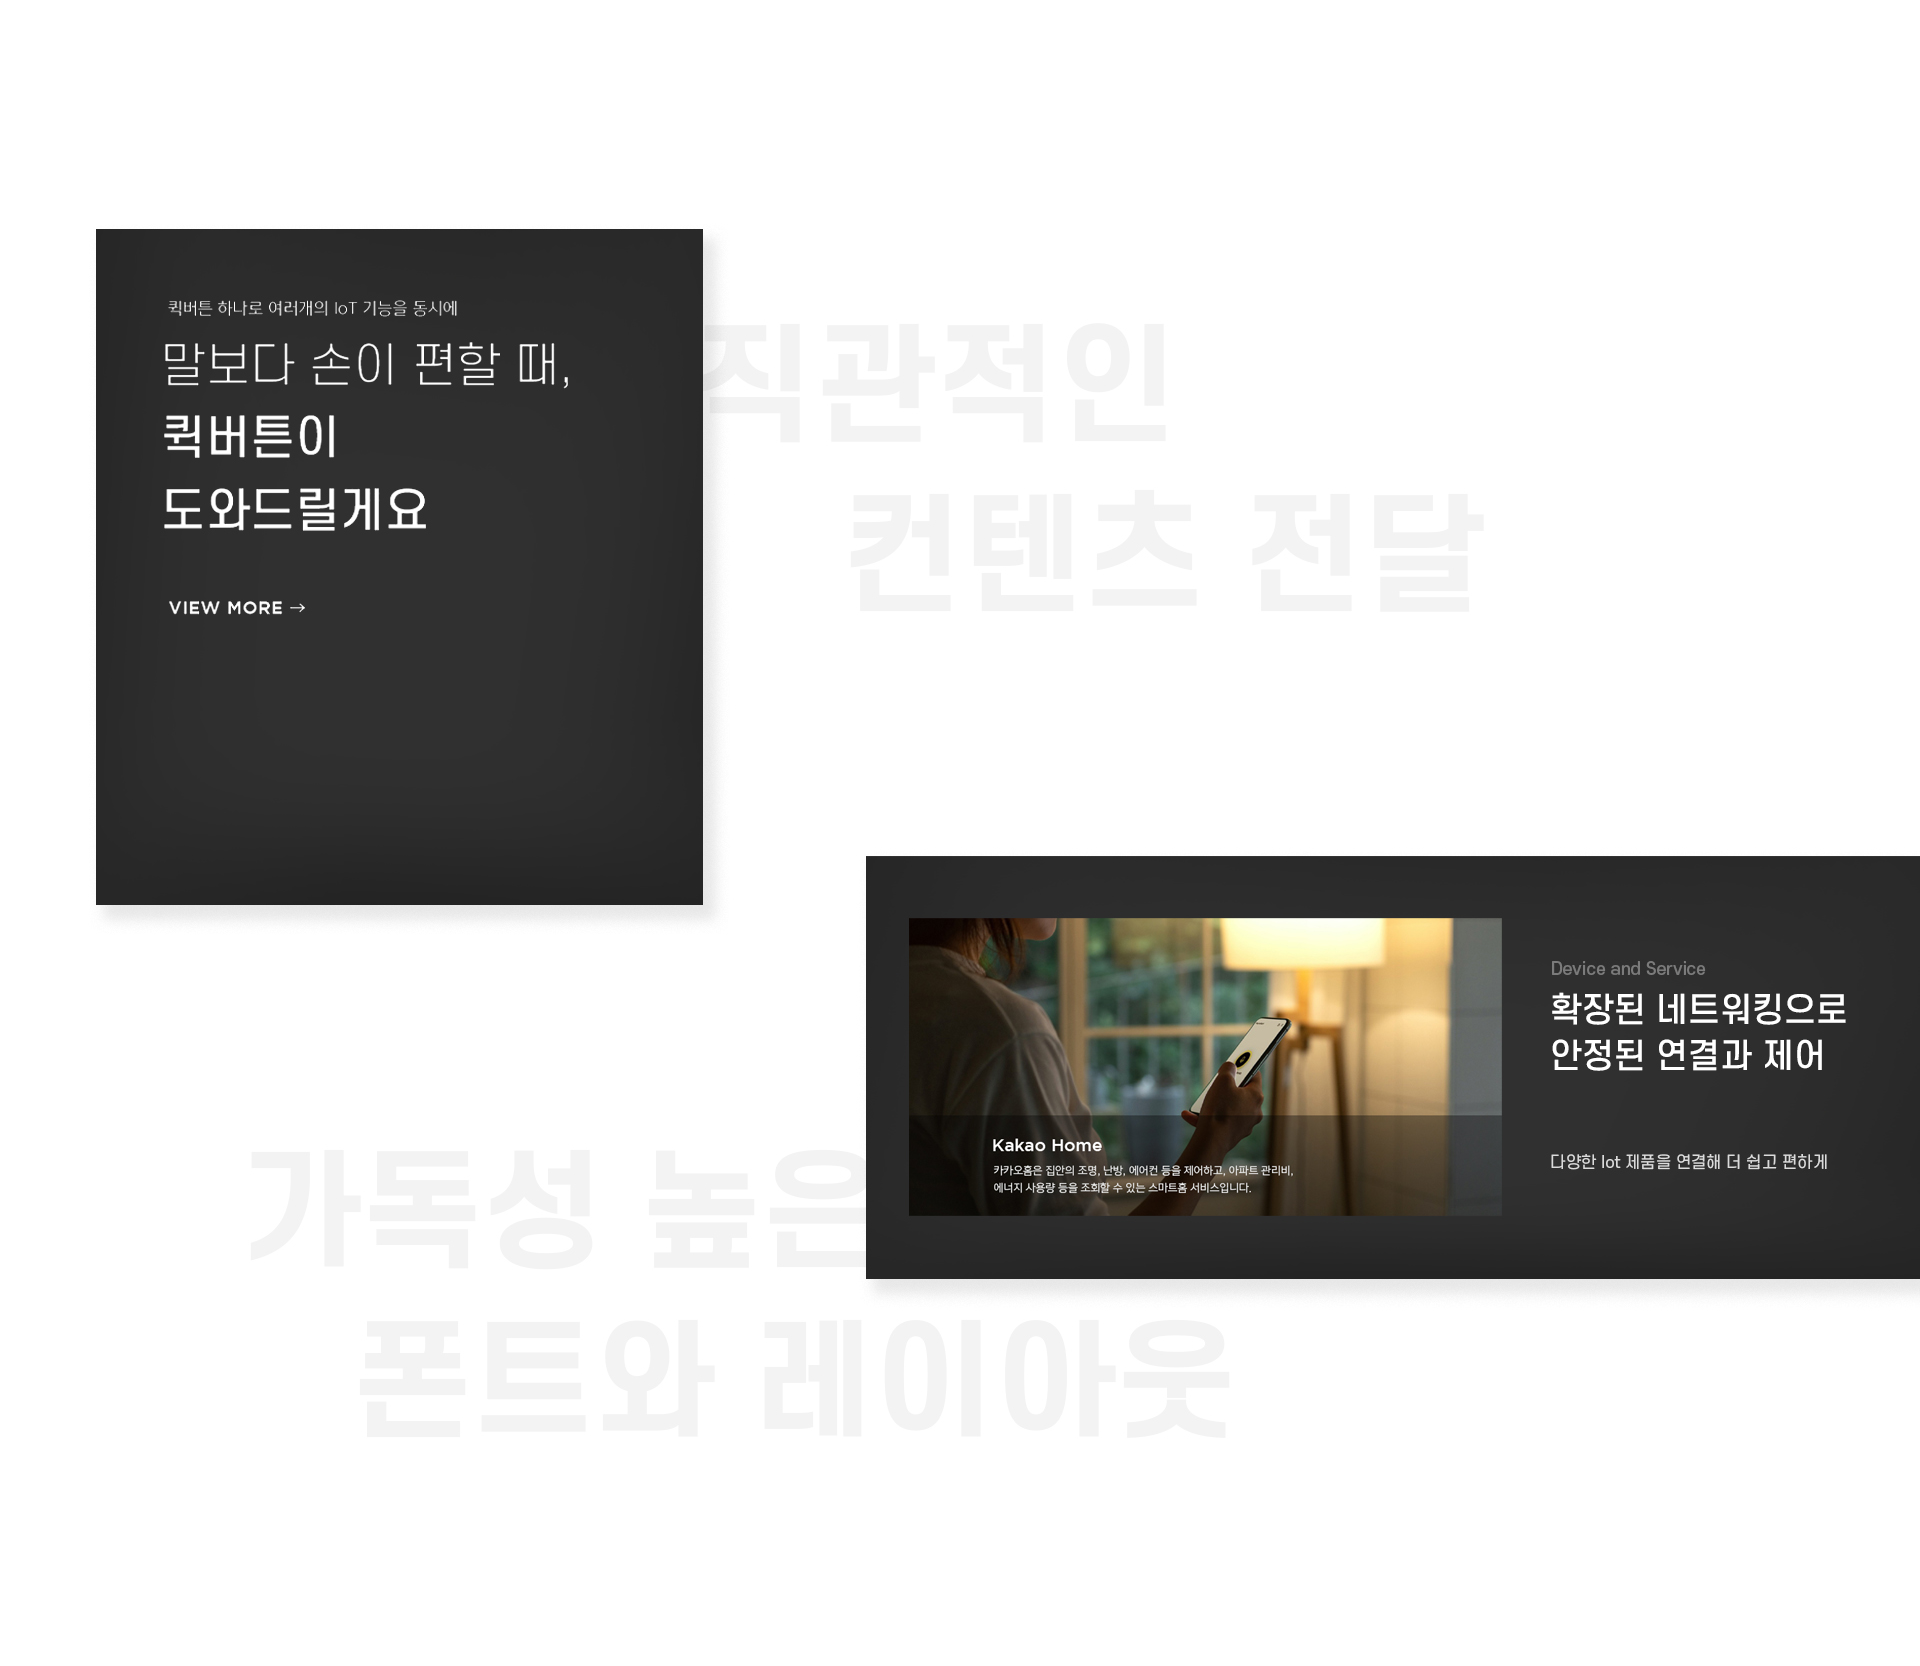 퀵버튼 하나로 여러개의 IoT 기능을 동시에
말보다 손이 편할 때,
퀵버튼이
도와드릴게요
VIEW MORE →
직관적인
컨텐츠 전달
Device and Service
확장된 네트워킹으로
안정된 연결과 제어
다양한 Iot 제품을 연결해 더 쉽고 편하게
Kakao Home
카카오홈은 집안의 조명, 난방, 에어컨 등을 제어하고, 아파트 관리비,
에너지 사용량 등을 조회할 수 있는 스마트홈 서비스입니다.
가독성 높은
폰트와 레이아웃